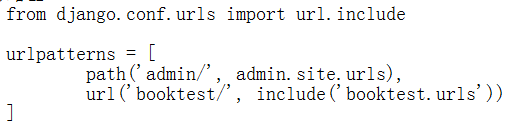 from django.conf.urls import url.include
urlpatterns = [
path('admin/', admin.site.urls),
url('booktest/', include('booktest.urls'))
]